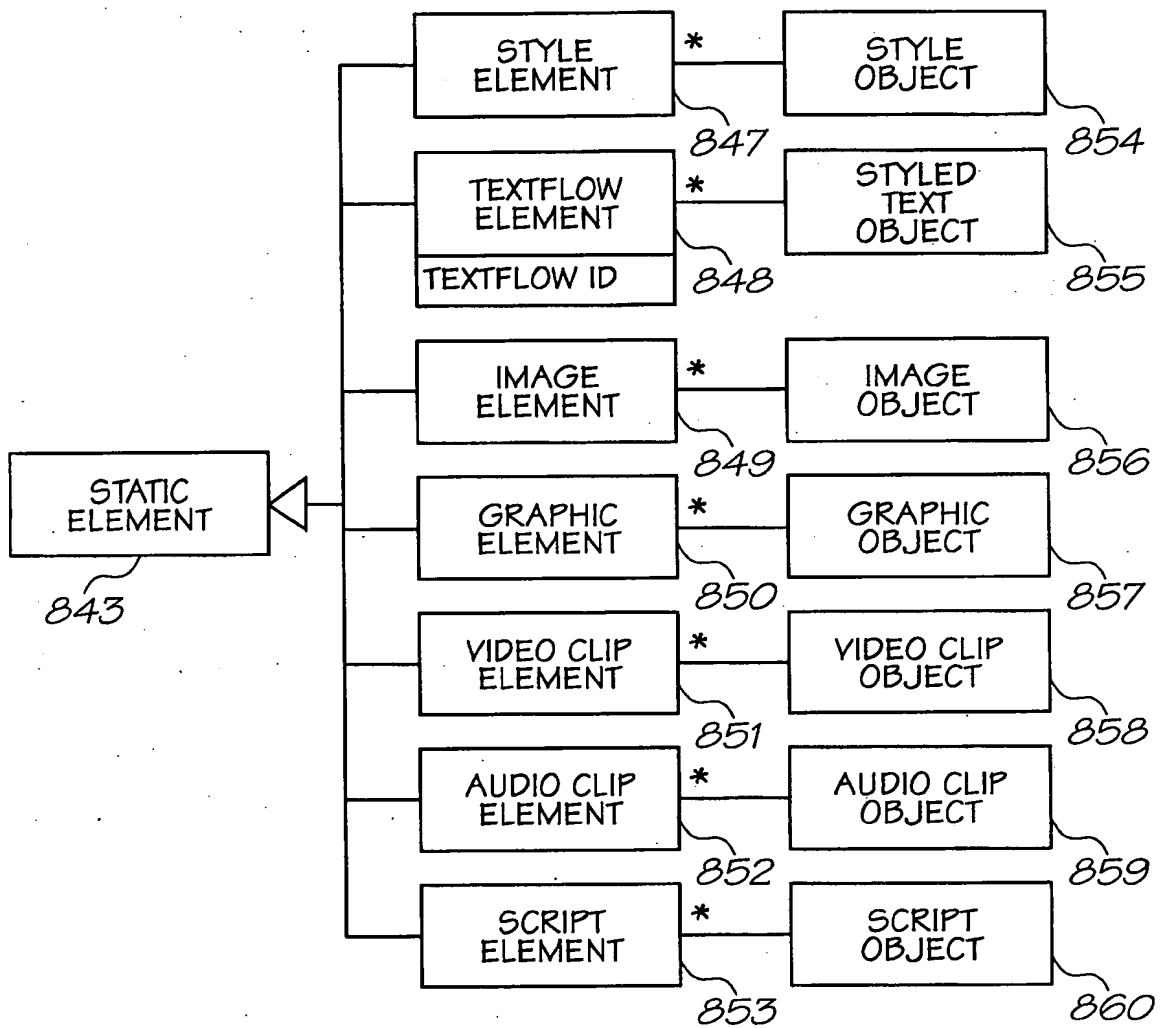 STYLE
ELEMENT
*
STYLE
OBJECT
847
854
TEXTFLOW
ELEMENT
TEXTFLOW ID
*
STYLED
TEXT
OBJECT
848
855
IMAGE
ELEMENT
*
IMAGE
OBJECT
849
856
STATIC
ELEMENT
843
GRAPHIC
ELEMENT
*
GRAPHIC
OBJECT
850
857
VIDEO CLIP
ELEMENT
*
VIDEO CLIP
OBJECT
851
858
AUDIO CLIP
ELEMENT
*
AUDIO CLIP
OBJECT
852
859
SCRIPT
ELEMENT
*
SCRIPT
OBJECT
853
860